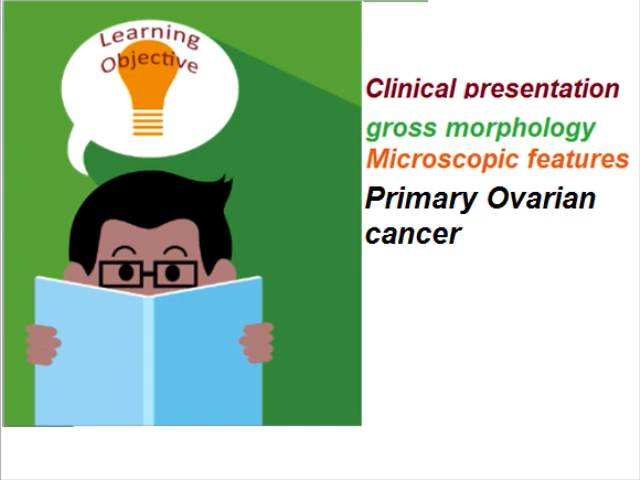 Learning
Objective
Clinical presentation
gross morphology
Microscopic features
Primary Ovarian
cancer